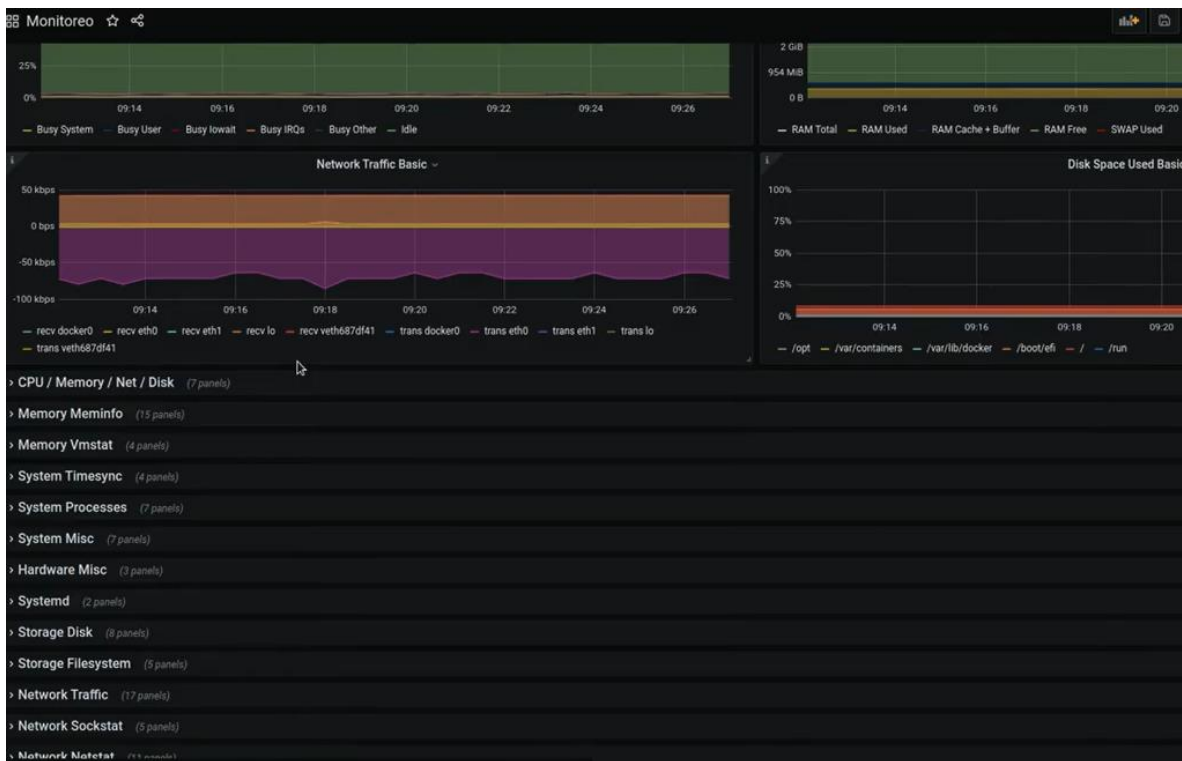 Monitoreo
2 GiB
25%
954 MiB
0%
0 B
09:14 09:16 09:18 09:20 09:22 09:24 09:26
09:14 09:16 09:18 09:20
Busy System Busy User Busy Iowait Busy IRQs Busy Other Idle
RAM Total RAM Used RAM Cache + Buffer RAM Free SWAP Used
Network Traffic Basic
50 kbps
0 bps
-50 kbps
-100 kbps
09:14 09:16 09:18 09:20 09:22 09:24 09:26
recv docker0 recv eth0 recv eth1 recv lo recv veth687df41 trans docker0 trans eth0 trans eth1 trans lo
trans veth687df41
Disk Space Used Basic
100%
75%
50%
25%
0%
09:14 09:16 09:18 09:20
/opt /var/containers /var/lib/docker /boot/efi / /run
CPU / Memory / Net / Disk (7 panels)
Memory Meminfo (15 panels)
Memory Vmstat (4 panels)
System Timesync (4 panels)
System Processes (7 panels)
System Misc (7 panels)
Hardware Misc (3 panels)
Systemd (2 panels)
Storage Disk (8 panels)
Storage Filesystem (5 panels)
Network Traffic (17 panels)
Network Sockstat (5 panels)
Network Netstat (11 panels)